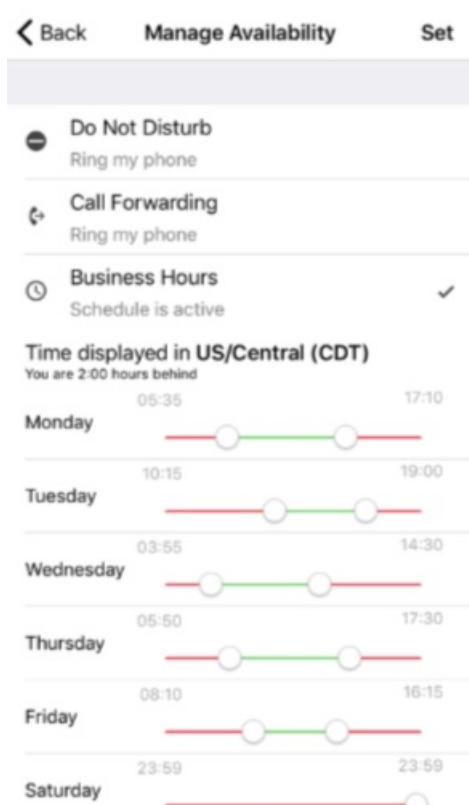 Back Manage Availability Set
Do Not Disturb
Ring my phone
Call Forwarding
Ring my phone
Business Hours
Schedule is active
Time displayed in US/Central (CDT)
You are 2:00 hours behind
05:35 17:10
Monday
10:15 19:00
Tuesday
03:55 14:30
Wednesday
05:50 17:30
Thursday
08:10 16:15
Friday
23:59 23:59
Saturday